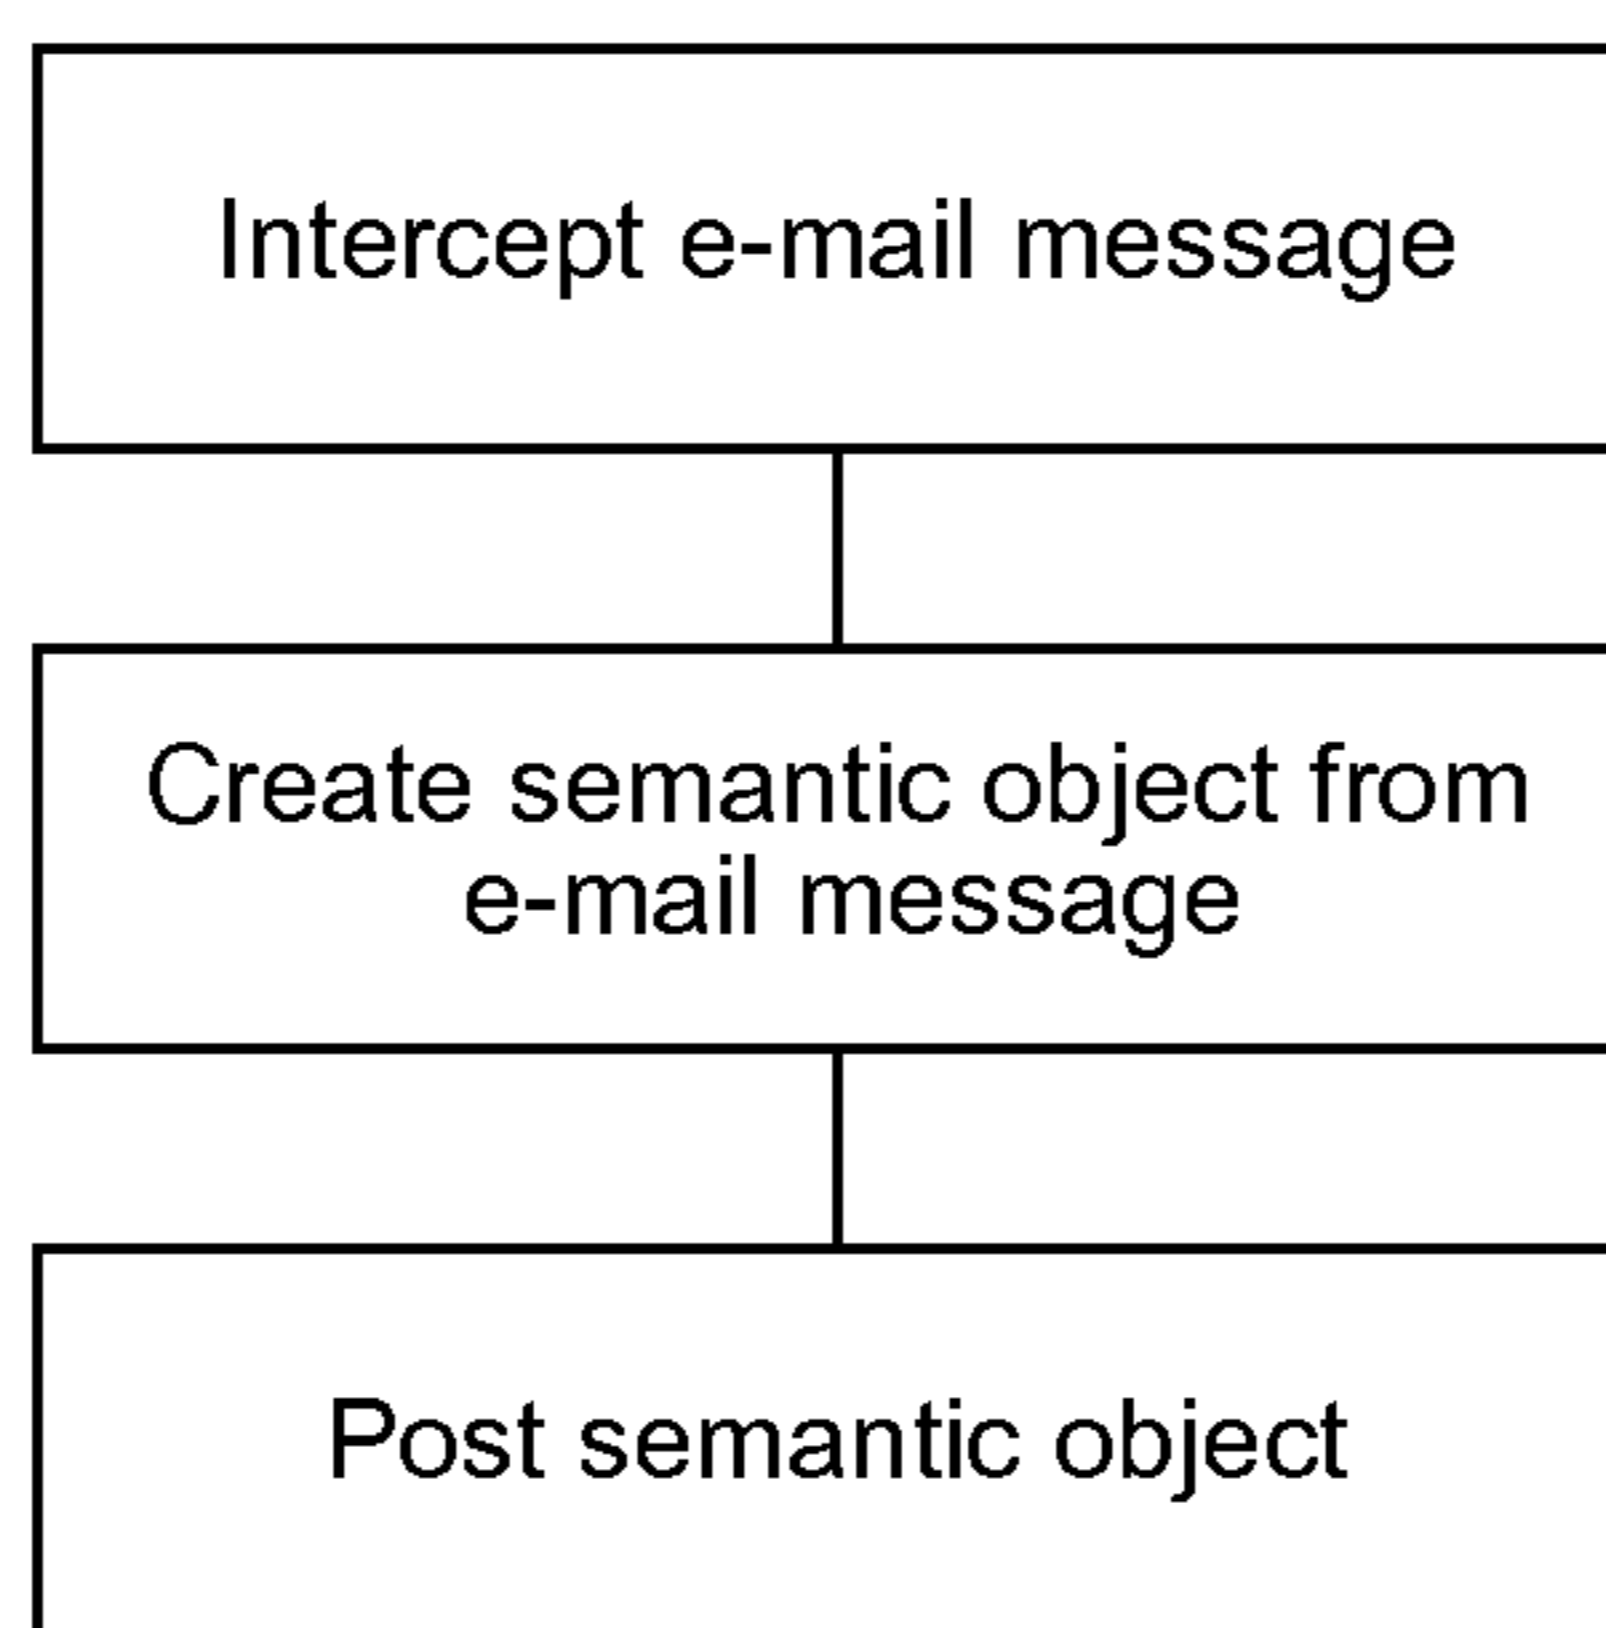 Intercept e-mail message
Create semantic object from
e-mail message
Post semantic object